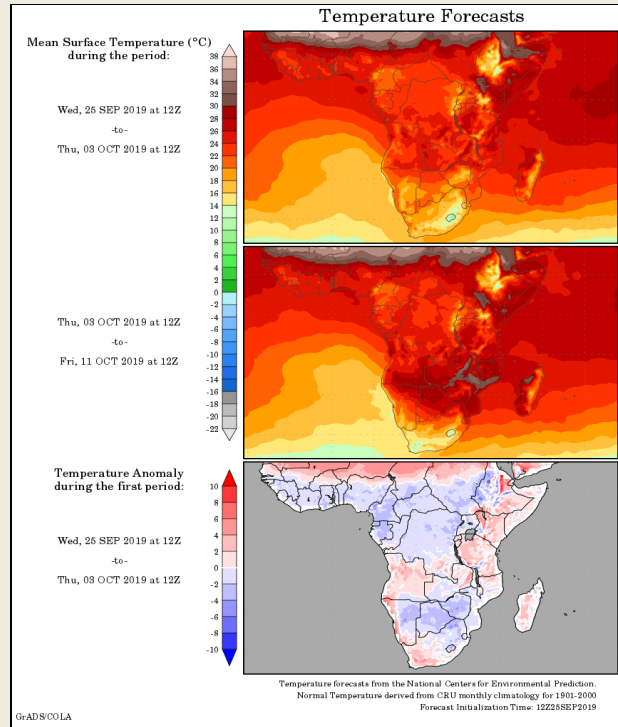 Temperature Forecasts
Mean Surface Temperature (°C)
during the period:
Wed, 25 SEP 2019 at 12Z
-to-
Thu, 03 OCT 2019 at 12Z
38
36
34
32
30
28
26
24
22
20
18
16
14
12
10
8
6
4
2
0
-2
-4
-6
-8
-10
-12
-14
-16
-18
-20
-22
Thu, 03 OCT 2019 at 12Z
-to-
Fri, 11 OCT 2019 at 12Z
Temperature Anomaly
during the first period:
Wed, 25 SEP 2019 at 12Z
-to-
Thu, 03 OCT 2019 at 12Z
10
8
6
4
2
0
-2
-4
-6
-8
-10
Temperature forecasts from the National Centers for Environmental Prediction.
Normal Temperature derived from CRU monthly climatology for 1901-2000
Forecast Initialization Time: 12Z25SEP2019
GrADS/COLA